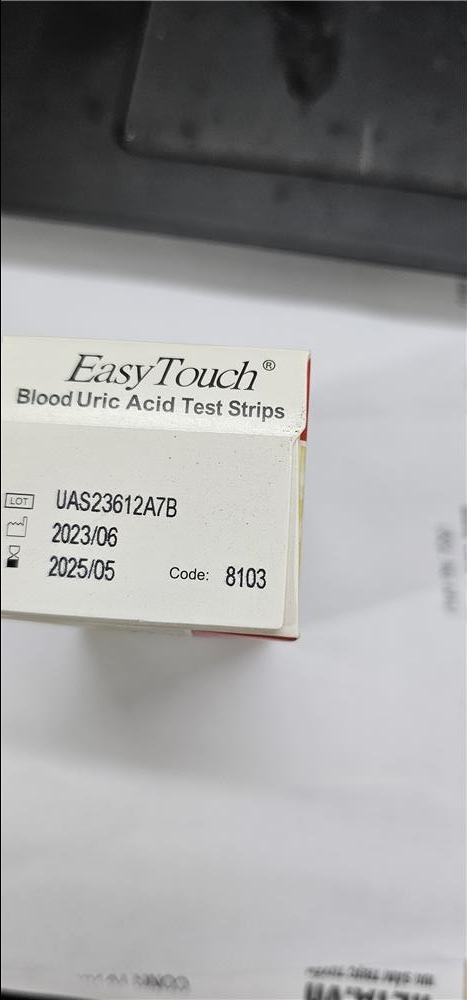 EasyTouch®
Blood Uric Acid Test Strips
LOT UAS23612A7B
2023/06
2025/05 Code: 8103